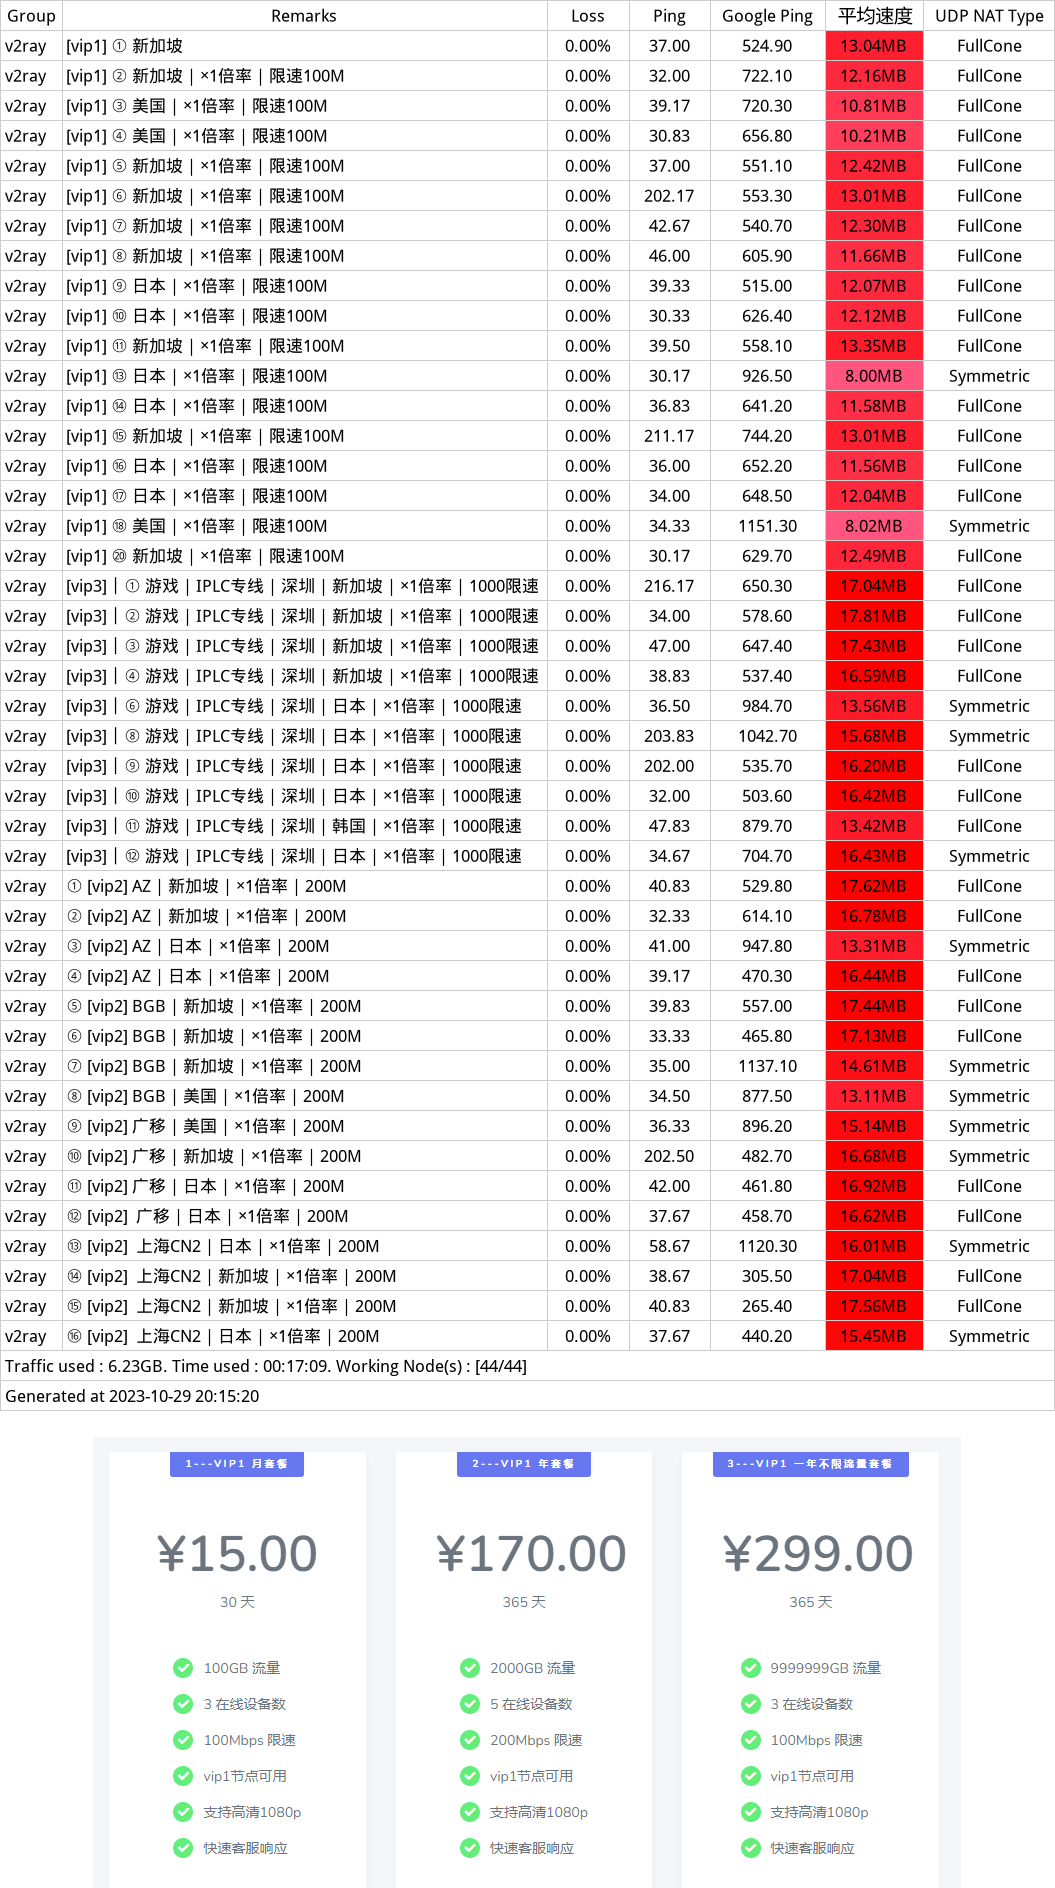 Group Remarks Loss Ping Google Ping 平均速度 UDP NAT Type
v2ray [vip1] ① 新加坡 0.00% 37.00 524.90 13.04MB FullCone
v2ray [vip1] ② 新加坡 | ×1倍率 | 限速100M 0.00% 32.00 722.10 12.16MB FullCone
v2ray [vip1] ③ 美国 | ×1倍率 | 限速100M 0.00% 39.17 720.30 10.81MB FullCone
v2ray [vip1] ④ 美国 | ×1倍率 | 限速100M 0.00% 30.83 656.80 10.21MB FullCone
v2ray [vip1] ⑤ 新加坡 | ×1倍率 | 限速100M 0.00% 37.00 551.10 12.42MB FullCone
v2ray [vip1] ⑥ 新加坡 | ×1倍率 | 限速100M 0.00% 202.17 553.30 13.01MB FullCone
v2ray [vip1] ⑦ 新加坡 | ×1倍率 | 限速100M 0.00% 42.67 540.70 12.30MB FullCone
v2ray [vip1] ⑧ 新加坡 | ×1倍率 | 限速100M 0.00% 46.00 605.90 11.66MB FullCone
v2ray [vip1] ⑨ 日本 | ×1倍率 | 限速100M 0.00% 39.33 515.00 12.07MB FullCone
v2ray [vip1] ⑩ 日本 | ×1倍率 | 限速100M 0.00% 30.33 626.40 12.12MB FullCone
v2ray [vip1] ⑪ 新加坡 | ×1倍率 | 限速100M 0.00% 39.50 558.10 13.35MB FullCone
v2ray [vip1] ⑬ 日本 | ×1倍率 | 限速100M 0.00% 30.17 926.50 8.00MB Symmetric
v2ray [vip1] ⑭ 日本 | ×1倍率 | 限速100M 0.00% 36.83 641.20 11.58MB FullCone
v2ray [vip1] ⑮ 新加坡 | ×1倍率 | 限速100M 0.00% 211.17 744.20 13.01MB FullCone
v2ray [vip1] ⑯ 日本 | ×1倍率 | 限速100M 0.00% 36.00 652.20 11.56MB FullCone
v2ray [vip1] ⑰ 日本 | ×1倍率 | 限速100M 0.00% 34.00 648.50 12.04MB FullCone
v2ray [vip1] ⑱ 美国 | ×1倍率 | 限速100M 0.00% 34.33 1151.30 8.02MB Symmetric
v2ray [vip1] ⑳ 新加坡 | ×1倍率 | 限速100M 0.00% 30.17 629.70 12.49MB FullCone
v2ray [vip3] | ① 游戏 | IPLC专线 | 深圳 | 新加坡 | ×1倍率 | 1000限速 0.00% 216.17 650.30 17.04MB FullCone
v2ray [vip3] | ② 游戏 | IPLC专线 | 深圳 | 新加坡 | ×1倍率 | 1000限速 0.00% 34.00 578.60 17.81MB FullCone
v2ray [vip3] | ③ 游戏 | IPLC专线 | 深圳 | 新加坡 | ×1倍率 | 1000限速 0.00% 47.00 647.40 17.43MB FullCone
v2ray [vip3] | ④ 游戏 | IPLC专线 | 深圳 | 新加坡 | ×1倍率 | 1000限速 0.00% 38.83 537.40 16.59MB FullCone
v2ray [vip3] | ⑥ 游戏 | IPLC专线 | 深圳 | 日本 | ×1倍率 | 1000限速 0.00% 36.50 984.70 13.56MB Symmetric
v2ray [vip3] | ⑧ 游戏 | IPLC专线 | 深圳 | 日本 | ×1倍率 | 1000限速 0.00% 203.83 1042.70 15.68MB Symmetric
v2ray [vip3] | ⑨ 游戏 | IPLC专线 | 深圳 | 日本 | ×1倍率 | 1000限速 0.00% 202.00 535.70 16.20MB FullCone
v2ray [vip3] | ⑩ 游戏 | IPLC专线 | 深圳 | 日本 | ×1倍率 | 1000限速 0.00% 32.00 503.60 16.42MB FullCone
v2ray [vip3] | ⑪ 游戏 | IPLC专线 | 深圳 | 韩国 | ×1倍率 | 1000限速 0.00% 47.83 879.70 13.42MB FullCone
v2ray [vip3] | ⑫ 游戏 | IPLC专线 | 深圳 | 日本 | ×1倍率 | 1000限速 0.00% 34.67 704.70 16.43MB Symmetric
v2ray ① [vip2] AZ | 新加坡 | ×1倍率 | 200M 0.00% 40.83 529.80 17.62MB FullCone
v2ray ② [vip2] AZ | 新加坡 | ×1倍率 | 200M 0.00% 32.33 614.10 16.78MB FullCone
v2ray ③ [vip2] AZ | 日本 | ×1倍率 | 200M 0.00% 41.00 947.80 13.31MB Symmetric
v2ray ④ [vip2] AZ | 日本 | ×1倍率 | 200M 0.00% 39.17 470.30 16.44MB FullCone
v2ray ⑤ [vip2] BGB | 新加坡 | ×1倍率 | 200M 0.00% 39.83 557.00 17.44MB FullCone
v2ray ⑥ [vip2] BGB | 新加坡 | ×1倍率 | 200M 0.00% 33.33 465.80 17.13MB FullCone
v2ray ⑦ [vip2] BGB | 新加坡 | ×1倍率 | 200M 0.00% 35.00 1137.10 14.61MB Symmetric
v2ray ⑧ [vip2] BGB | 美国 | ×1倍率 | 200M 0.00% 34.50 877.50 13.11MB Symmetric
v2ray ⑨ [vip2] 广移 | 美国 | ×1倍率 | 200M 0.00% 36.33 896.20 15.14MB Symmetric
v2ray ⑩ [vip2] 广移 | 新加坡 | ×1倍率 | 200M 0.00% 202.50 482.70 16.68MB Symmetric
v2ray ⑪ [vip2] 广移 | 日本 | ×1倍率 | 200M 0.00% 42.00 461.80 16.92MB FullCone
v2ray ⑫ [vip2] 广移 | 日本 | ×1倍率 | 200M 0.00% 37.67 458.70 16.62MB FullCone
v2ray ⑬ [vip2] 上海CN2 | 日本 | ×1倍率 | 200M 0.00% 58.67 1120.30 16.01MB Symmetric
v2ray ⑭ [vip2] 上海CN2 | 新加坡 | ×1倍率 | 200M 0.00% 38.67 305.50 17.04MB FullCone
v2ray ⑮ [vip2] 上海CN2 | 新加坡 | ×1倍率 | 200M 0.00% 40.83 265.40 17.56MB FullCone
v2ray ⑯ [vip2] 上海CN2 | 日本 | ×1倍率 | 200M 0.00% 37.67 440.20 15.45MB Symmetric
Traffic used : 6.23GB. Time used : 00:17:09. Working Node(s) : [44/44]
Generated at 2023-10-29 20:15:20
1---VIP1 月套餐
¥15.00
30 天
100GB 流量
3 在线设备数
100Mbps 限速
vip1节点可用
支持高清1080p
快速客服响应
2---VIP1 年套餐
¥170.00
365 天
2000GB 流量
5 在线设备数
200Mbps 限速
vip1节点可用
支持高清1080p
快速客服响应
3---VIP1 一年不限流量套餐
¥299.00
365 天
9999999GB 流量
3 在线设备数
100Mbps 限速
vip1节点可用
支持高清1080p
快速客服响应